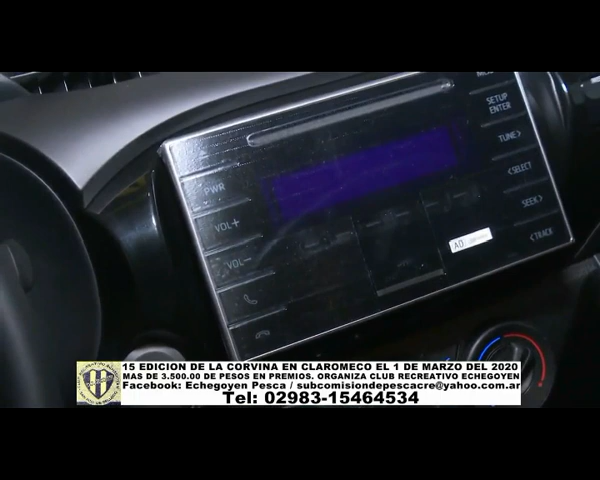 SETUP
ENTER
TUNE>
<SELECT
SEEK>
<TRACK
PWR
VOL+
VOL-
AD
15 EDICION DE LA CORVINA EN CLAROMECO EL 1 DE MARZO DEL 2020
MAS DE 3.500.00 DE PESOS EN PREMIOS. ORGANIZA CLUB RECREATIVO ECHEGOYEN
Facebook: Echegoyen Pesca / subcomisiondepescacre@yahoo.com.ar
Tel: 02983-15464534